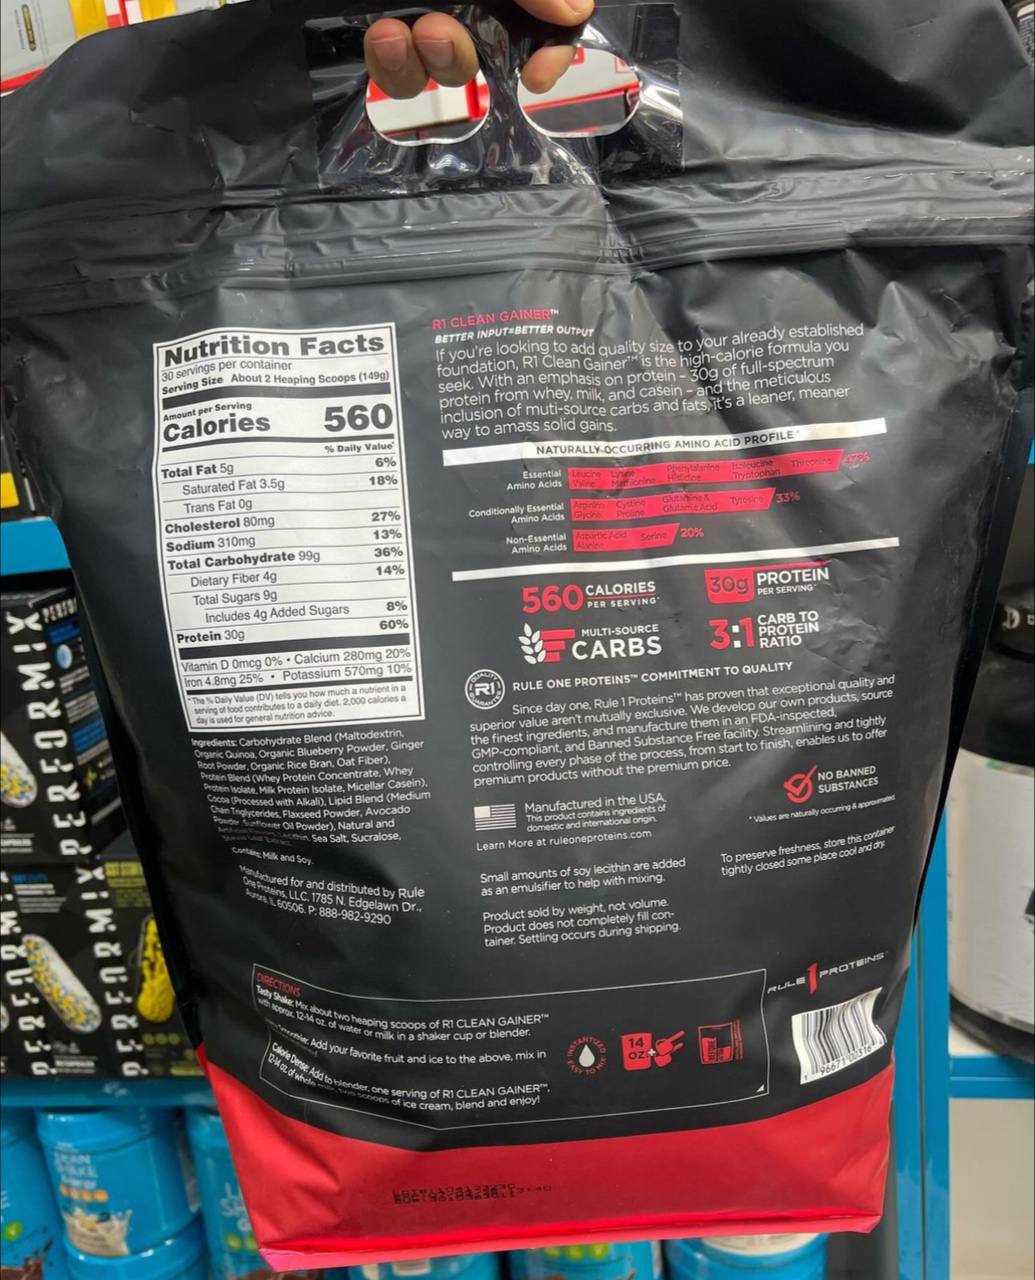 Nutrition Facts
30 servings per container
Serving Size About 2 Heaping Scoops (149g)
Amount per Serving
Calories 560
% Daily Value*
Total Fat 5g 6%
Saturated Fat 3.5g 18%
Trans Fat 0g
Cholesterol 80mg 27%
Sodium 310mg 13%
Total Carbohydrate 99g 36%
Dietary Fiber 4g 14%
Total Sugars 9g
Includes 4g Added Sugars 8%
Protein 30g 60%
Vitamin D 0mcg 0% • Calcium 280mg 20%
Iron 4.8mg 25% • Potassium 570mg 10%
*The % Daily Value (DV) tells you how much a nutrient in a
serving of food contributes to a daily diet. 2,000 calories a
day is used for general nutrition advice.
Ingredients: Carbohydrate Blend (Maltodextrin,
Organic Quinoa, Organic Blueberry Powder, Ginger
Root Powder, Organic Rice Bran, Oat Fiber),
Protein Blend (Whey Protein Concentrate, Whey
Protein Isolate, Milk Protein Isolate, Micellar Casein),
Cocoa (Processed with Alkali), Lipid Blend (Medium
Chain Triglycerides, Flaxseed Powder, Avocado
Powder, Sunflower Oil Powder), Natural and
Sea Salt, Sucralose,
Contains: Milk and Soy.
Manufactured for and distributed by Rule
One Proteins, LLC. 1785 N. Edgelawn Dr.,
Aurora, IL 60506, P: 888-982-9290
R1 CLEAN GAINER™
BETTER INPUT=BETTER OUTPUT
If you're looking to add quality size to your already established
foundation, R1 Clean Gainer™ is the high-calorie formula you
seek. With an emphasis on protein - 30g of full-spectrum
protein from whey, milk, and casein - and the meticulous
inclusion of muti-source carbs and fats, it's a leaner, meaner
way to amass solid gains.
NATURALLY OCCURRING AMINO ACID PROFILE*
Essential Amino Acids
Leucine Lysine Phenylalanine Isoleucine Threonine 47%
Valine Methionine Histidine Tryptophan
Conditionally Essential Amino Acids
Arginine Cystine Glutamine & Tyrosine 33%
Glycine Proline Glutamic Acid
Non-Essential Amino Acids
Aspartic Acid Serine 20%
Alanine
560 CALORIES PER SERVING*
30g PROTEIN PER SERVING*
MULTI-SOURCE CARBS
3:1 CARB TO PROTEIN RATIO
QUALITY R1 GUARANTEE
RULE ONE PROTEINS™ COMMITMENT TO QUALITY
Since day one, Rule 1 Proteins™ has proven that exceptional quality and
superior value aren't mutually exclusive. We develop our own products, source
the finest ingredients, and manufacture them in an FDA-inspected,
GMP-compliant, and Banned Substance Free facility. Streamlining and tightly
controlling every phase of the process, from start to finish, enables us to offer
premium products without the premium price.
Manufactured in the USA
This product contains ingredients of
domestic and international origin.
Learn More at ruleoneproteins.com
NO BANNED
SUBSTANCES
* Values are naturally occurring & approximated
Small amounts of soy lecithin are added
as an emulsifier to help with mixing.
To preserve freshness, store this container
tightly closed some place cool and dry.
Product sold by weight, not volume.
Product does not completely fill con-
tainer. Settling occurs during shipping.
DIRECTIONS
Tasty Shake: Mix about two heaping scoops of R1 CLEAN GAINER™
with approx. 12-14 oz. of water or milk in a shaker cup or blender.
Smoothie: Add your favorite fruit and ice to the above, mix in
Calorie Dense: Add to blender, one serving of R1 CLEAN GAINER™,
12-14 oz. of whole milk, two scoops of ice cream, blend and enjoy!
INSTANTIZED EASY TO MIX
14 OZ.
RULE 1 PROTEINS™
PERFORMIX
PERFORMIX